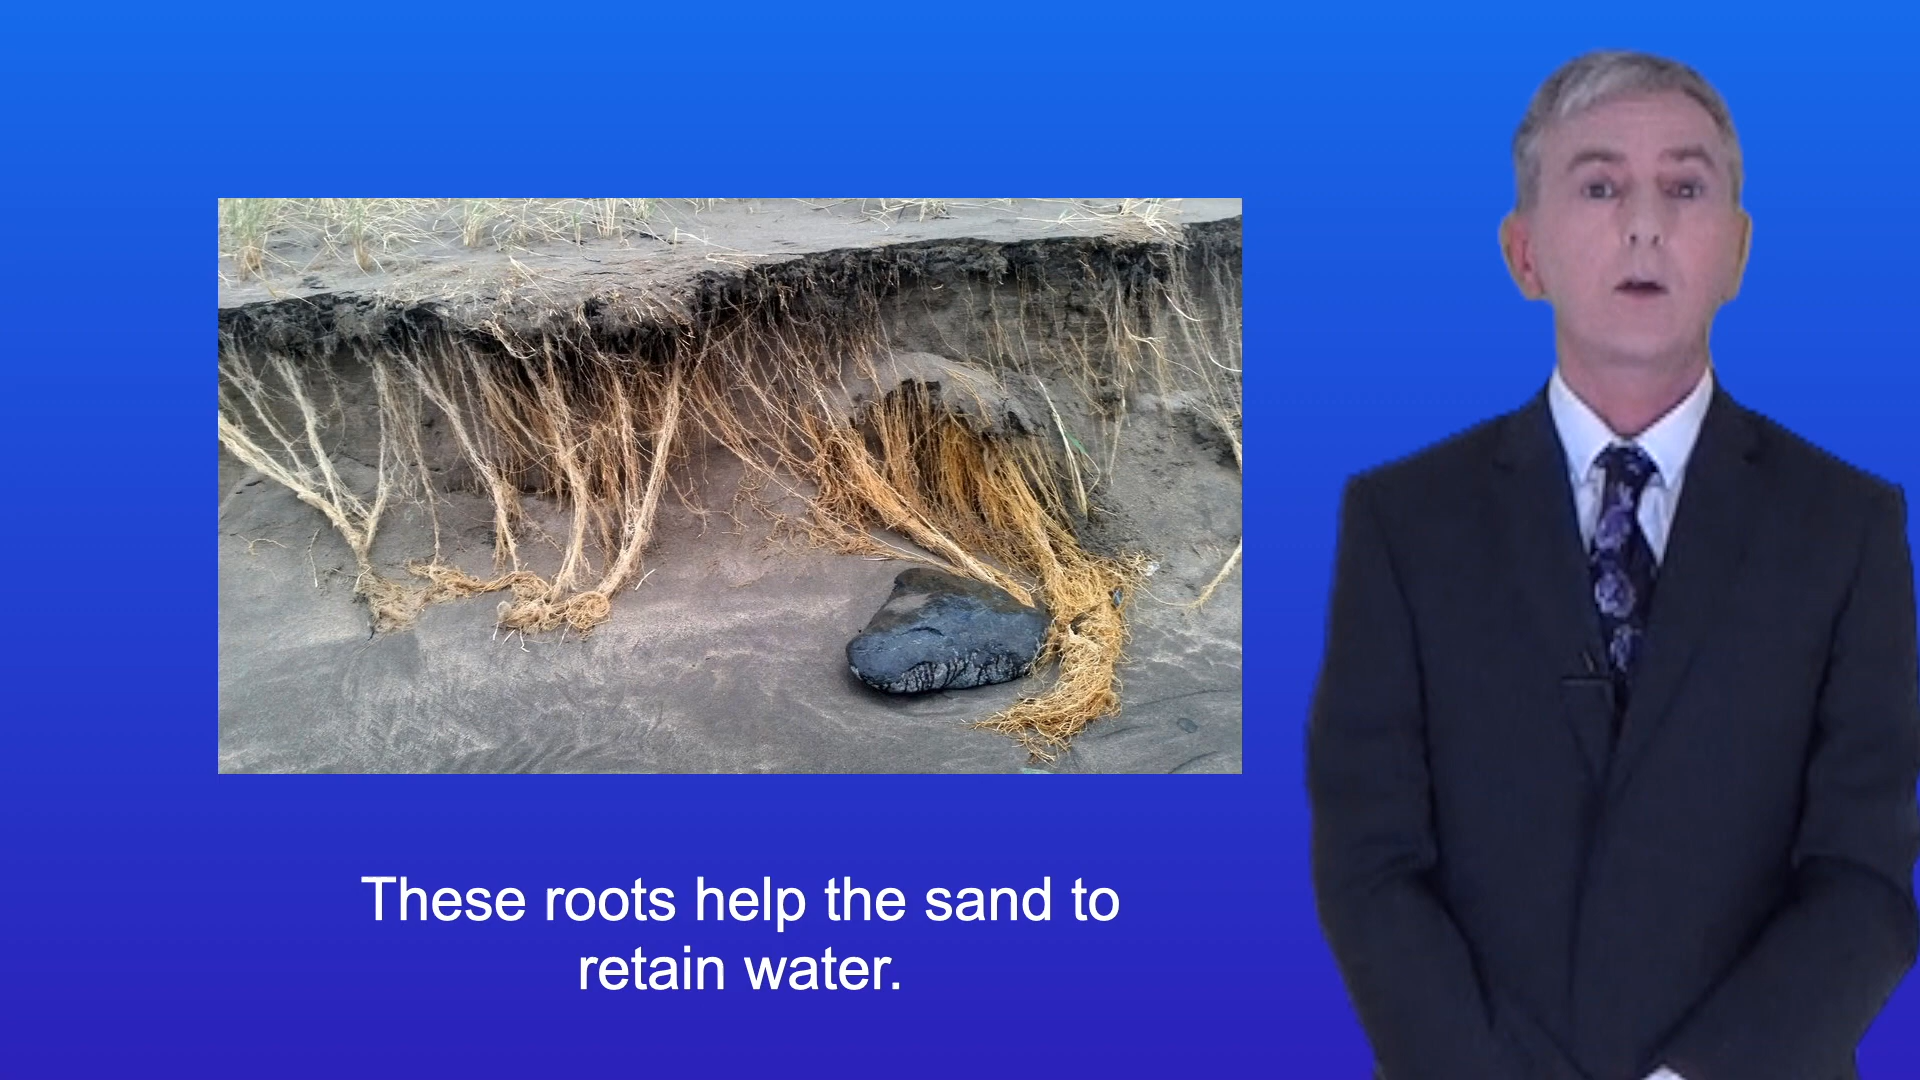 These roots help the sand to
retain water.